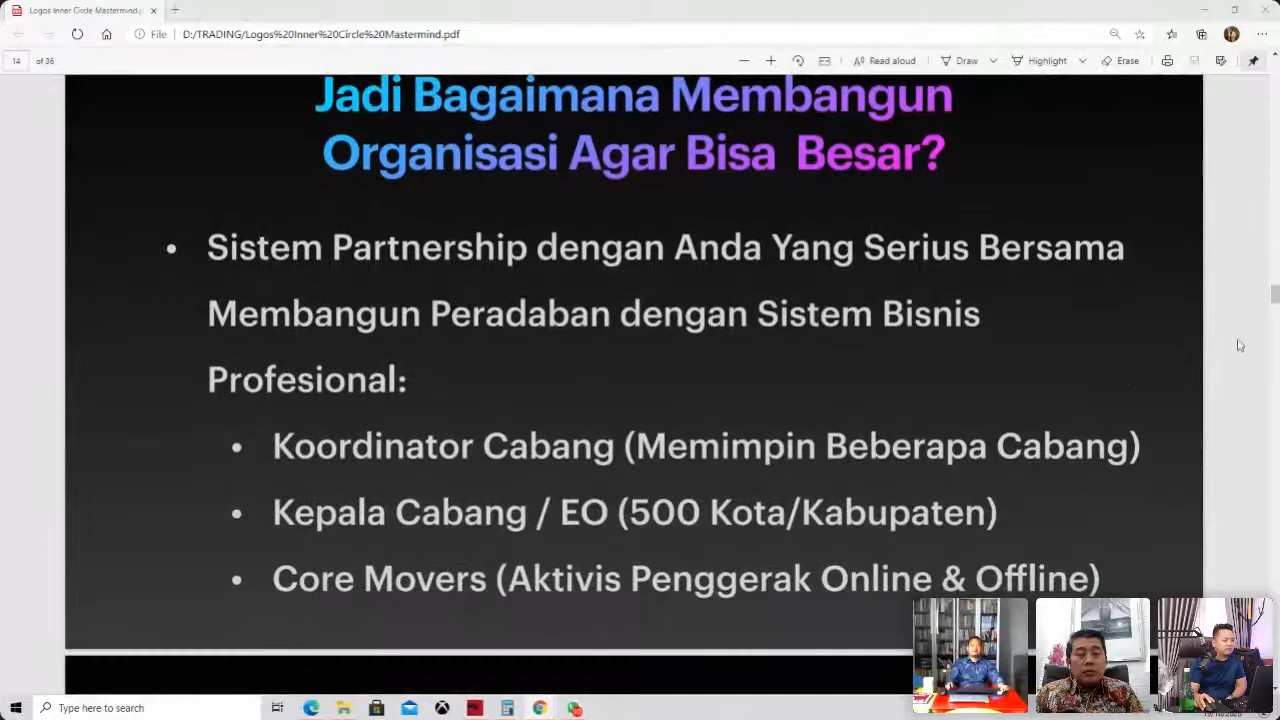 Logos Inner Circle Mastermind.p
File D:/TRADING/Logos%20Inner%20Circle%20Mastermind.pdf
14 of 36
Read aloud Draw Highlight Erase
Jadi Bagaimana Membangun
Organisasi Agar Bisa Besar?
• Sistem Partnership dengan Anda Yang Serius Bersama
Membangun Peradaban dengan Sistem Bisnis
Profesional:
• Koordinator Cabang (Memimpin Beberapa Cabang)
• Kepala Cabang / EO (500 Kota/Kabupaten)
• Core Movers (Aktivis Penggerak Online & Offline)
Type here to search